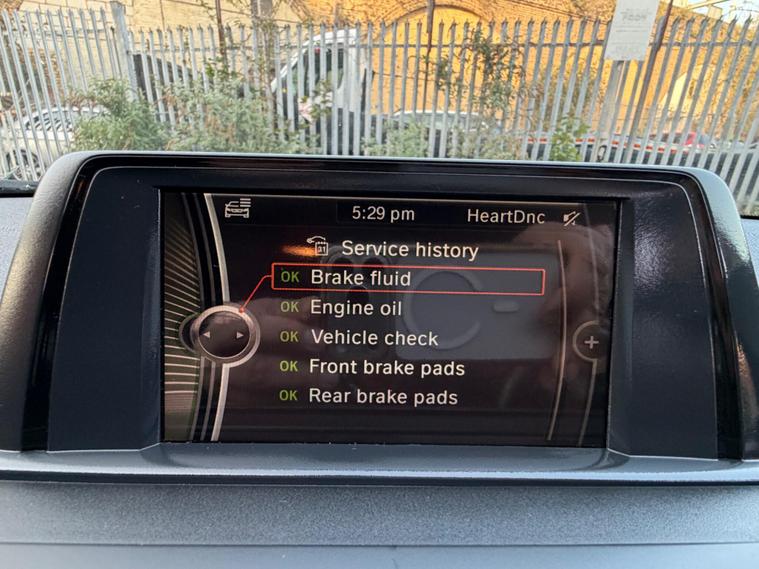 5:29 pm HeartDnc
31 Service history
OK Brake fluid
OK Engine oil
OK Vehicle check
OK Front brake pads
OK Rear brake pads